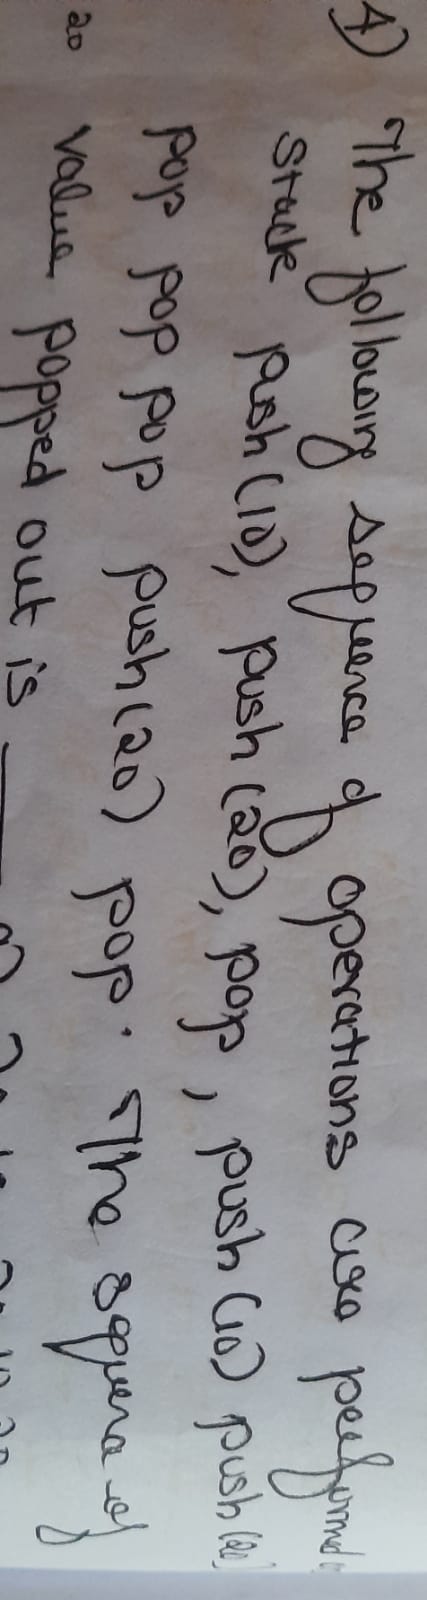 4) The following sequence of operations are performed
stack push (10), push (20), pop, push (10) push (20)
pop pop pop push (20) pop. The sequence of
20 value popped out is ___